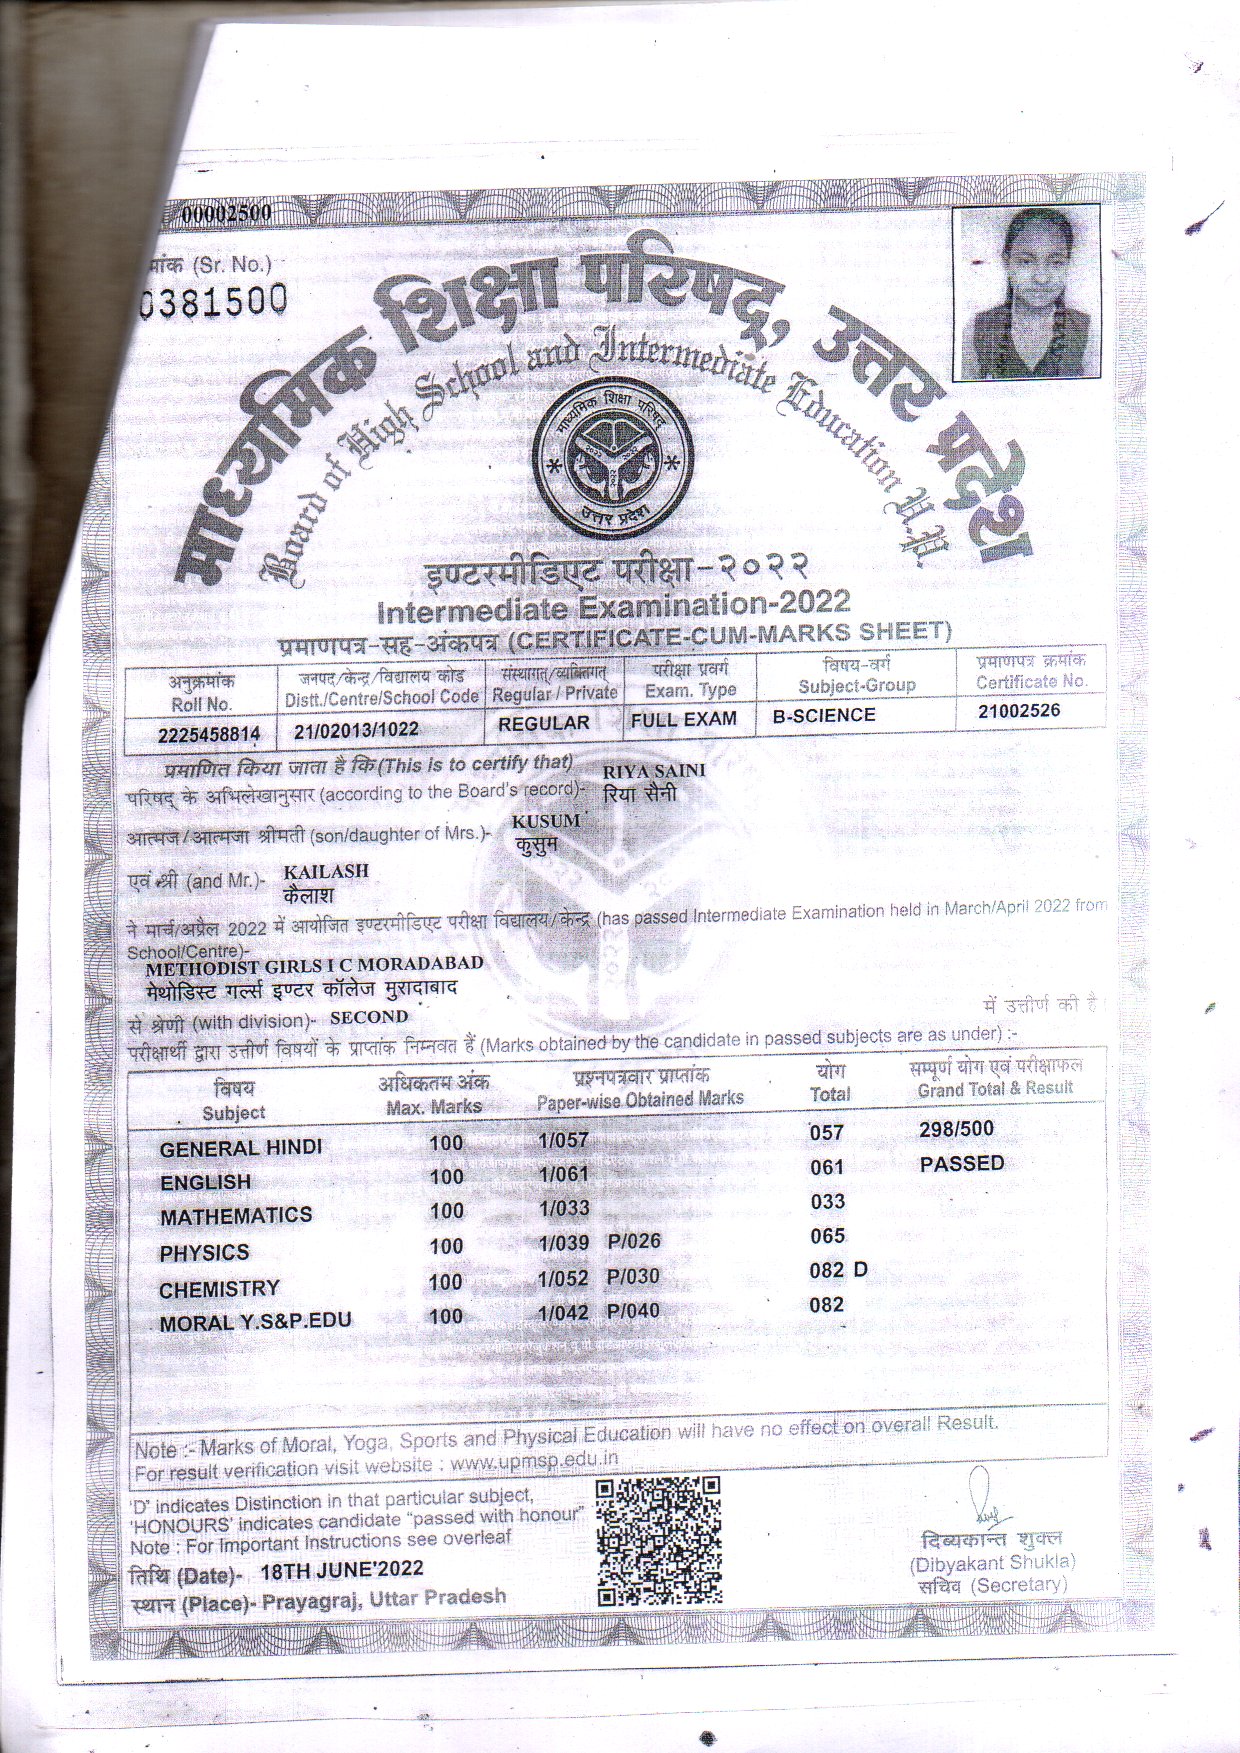 00002500
मांक (Sr. No.)
0381500
माध्यमिक शिक्षा परिषद्, उत्तर प्रदेश
Board of High School and Intermediate Education U.P.
माध्यमिक शिक्षा परिषद्
उत्तर प्रदेश
इण्टरमीडिएट परीक्षा-२०२२
Intermediate Examination-2022
प्रमाणपत्र-सह-अंकपत्र (CERTIFICATE-CUM-MARKS SHEET)
अनुक्रमांक जनपद/केन्द्र/विद्यालय कोड संस्थागत्/व्यक्तिगत् परीक्षा प्रवर्ग विषय-वर्ग प्रमाणपत्र क्रमांक
Roll No. Distt./Centre/School Code Regular / Private Exam. Type Subject-Group Certificate No.
2225458814 21/02013/1022 REGULAR FULL EXAM B-SCIENCE 21002526
प्रमाणित किया जाता है कि (This is to certify that) RIYA SAINI
परिषद् के अभिलेखानुसार (according to the Board's record)- रिया सैनी
KUSUM
आत्मज/आत्मजा श्रीमती (son/daughter of Mrs.)- कुसुम
KAILASH
एवं श्री (and Mr.)- कैलाश
ने मार्च/अप्रैल 2022 में आयोजित इण्टरमीडिएट परीक्षा विद्यालय/केन्द्र (has passed Intermediate Examination held in March/April 2022 from
School/Centre)-
METHODIST GIRLS I C MORADABAD
मेथोडिस्ट गर्ल्स इण्टर कॉलेज मुरादाबाद
से श्रेणी (with division)- SECOND में उत्तीर्ण की है।
परीक्षार्थी द्वारा उत्तीर्ण विषयों के प्राप्तांक निम्नवत हैं (Marks obtained by the candidate in passed subjects are as under) :-
विषय अधिकतम अंक प्रश्नपत्रवार प्राप्तांक योग सम्पूर्ण योग एवं परीक्षाफल
Subject Max. Marks Paper-wise Obtained Marks Total Grand Total & Result
GENERAL HINDI 100 1/057 057 298/500
ENGLISH 100 1/061 061 PASSED
MATHEMATICS 100 1/033 033
PHYSICS 100 1/039 P/026 065
CHEMISTRY 100 1/052 P/030 082 D
MORAL Y.S&P.EDU 100 1/042 P/040 082
Note :- Marks of Moral, Yoga, Sports and Physical Education will have no effect on overall Result.
For result verification visit website : www.upmsp.edu.in
'D' indicates Distinction in that particular subject,
'HONOURS' indicates candidate "passed with honour"
Note : For Important Instructions see overleaf
तिथि (Date)- 18TH JUNE'2022
स्थान (Place)- Prayagraj, Uttar Pradesh
दिब्यकान्त शुक्ल
(Dibyakant Shukla)
सचिव (Secretary)